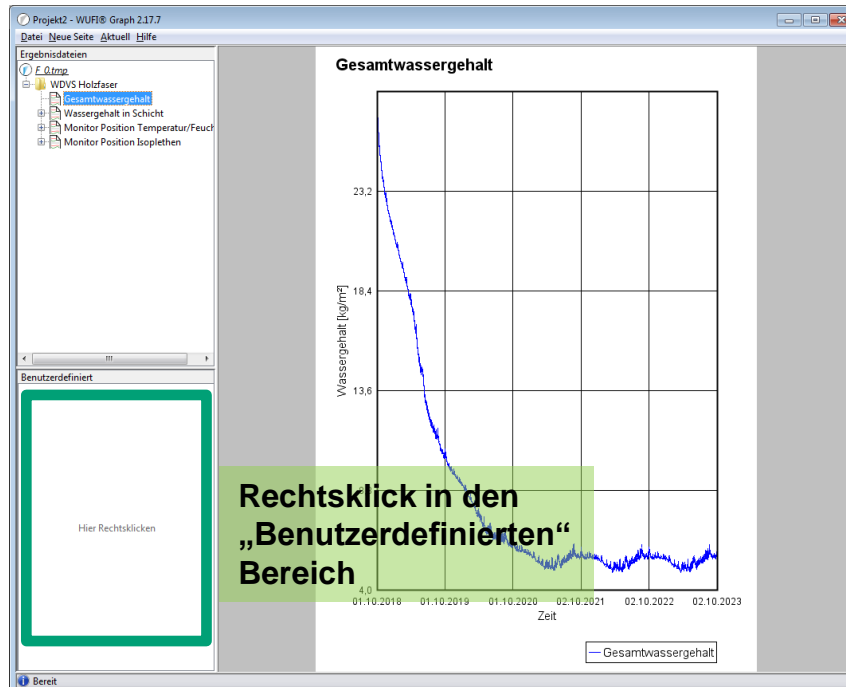 Projekt2 - WUFI® Graph 2.17.7
Datei Neue Seite Aktuell Hilfe
Ergebnisdateien
F_0.tmp
WDVS Holzfaser
Gesamtwassergehalt
Wassergehalt in Schicht
Monitor Position Temperatur/Feuch
Monitor Position Isoplethen
Benutzerdefiniert
Hier Rechtsklicken
Gesamtwassergehalt
Wassergehalt [kg/m²]
23,2
18,4
13,6
4,0
01.10.2018 01.10.2019 01.10.2020 02.10.2021 02.10.2022 02.10.2023
Zeit
Gesamtwassergehalt
Rechtsklick in den
„Benutzerdefinierten“
Bereich
Bereit